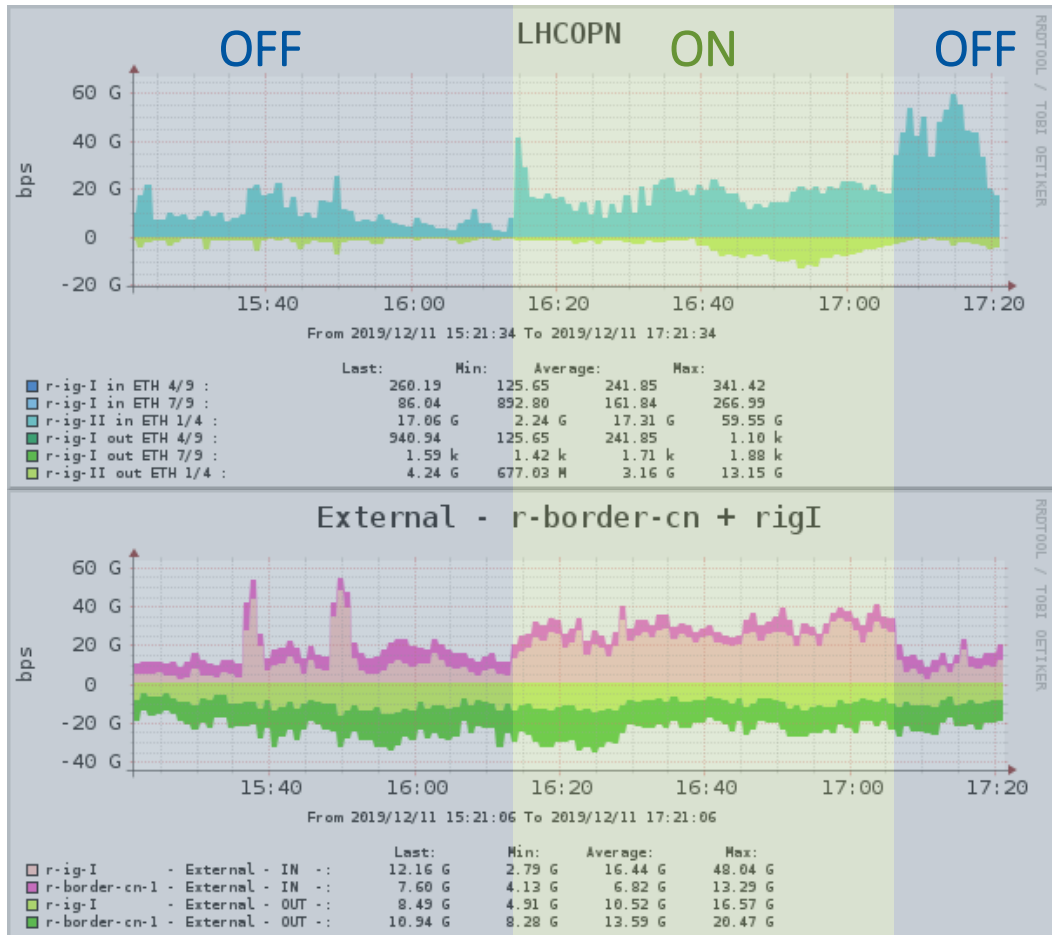 OFF LHCOPN ON OFF
RRDTOOL / TOBI OETIKER
bps
60 G
40 G
20 G
0
-20 G
15:40 16:00 16:20 16:40 17:00 17:20
From 2019/12/11 15:21:34 To 2019/12/11 17:21:34
Last: Min: Average: Max:
r-ig-I in ETH 4/9 : 260.19 125.65 241.85 341.42
r-ig-I in ETH 7/9 : 86.04 892.80 161.84 266.99
r-ig-II in ETH 1/4 : 17.06 G 2.24 G 17.31 G 59.55 G
r-ig-I out ETH 4/9 : 940.94 125.65 241.85 1.10 k
r-ig-I out ETH 7/9 : 1.59 k 1.42 k 1.71 k 1.88 k
r-ig-II out ETH 1/4 : 4.24 G 677.03 M 3.16 G 13.15 G
External - r-border-cn + rigI
RRDTOOL / TOBI OETIKER
bps
60 G
40 G
20 G
0
-20 G
-40 G
15:40 16:00 16:20 16:40 17:00 17:20
From 2019/12/11 15:21:06 To 2019/12/11 17:21:06
Last: Min: Average: Max:
r-ig-I - External - IN -: 12.16 G 2.79 G 16.44 G 48.04 G
r-border-cn-1 - External - IN -: 7.60 G 4.13 G 6.82 G 13.29 G
r-ig-I - External - OUT -: 8.49 G 4.91 G 10.52 G 16.57 G
r-border-cn-1 - External - OUT -: 10.94 G 8.28 G 13.59 G 20.47 G